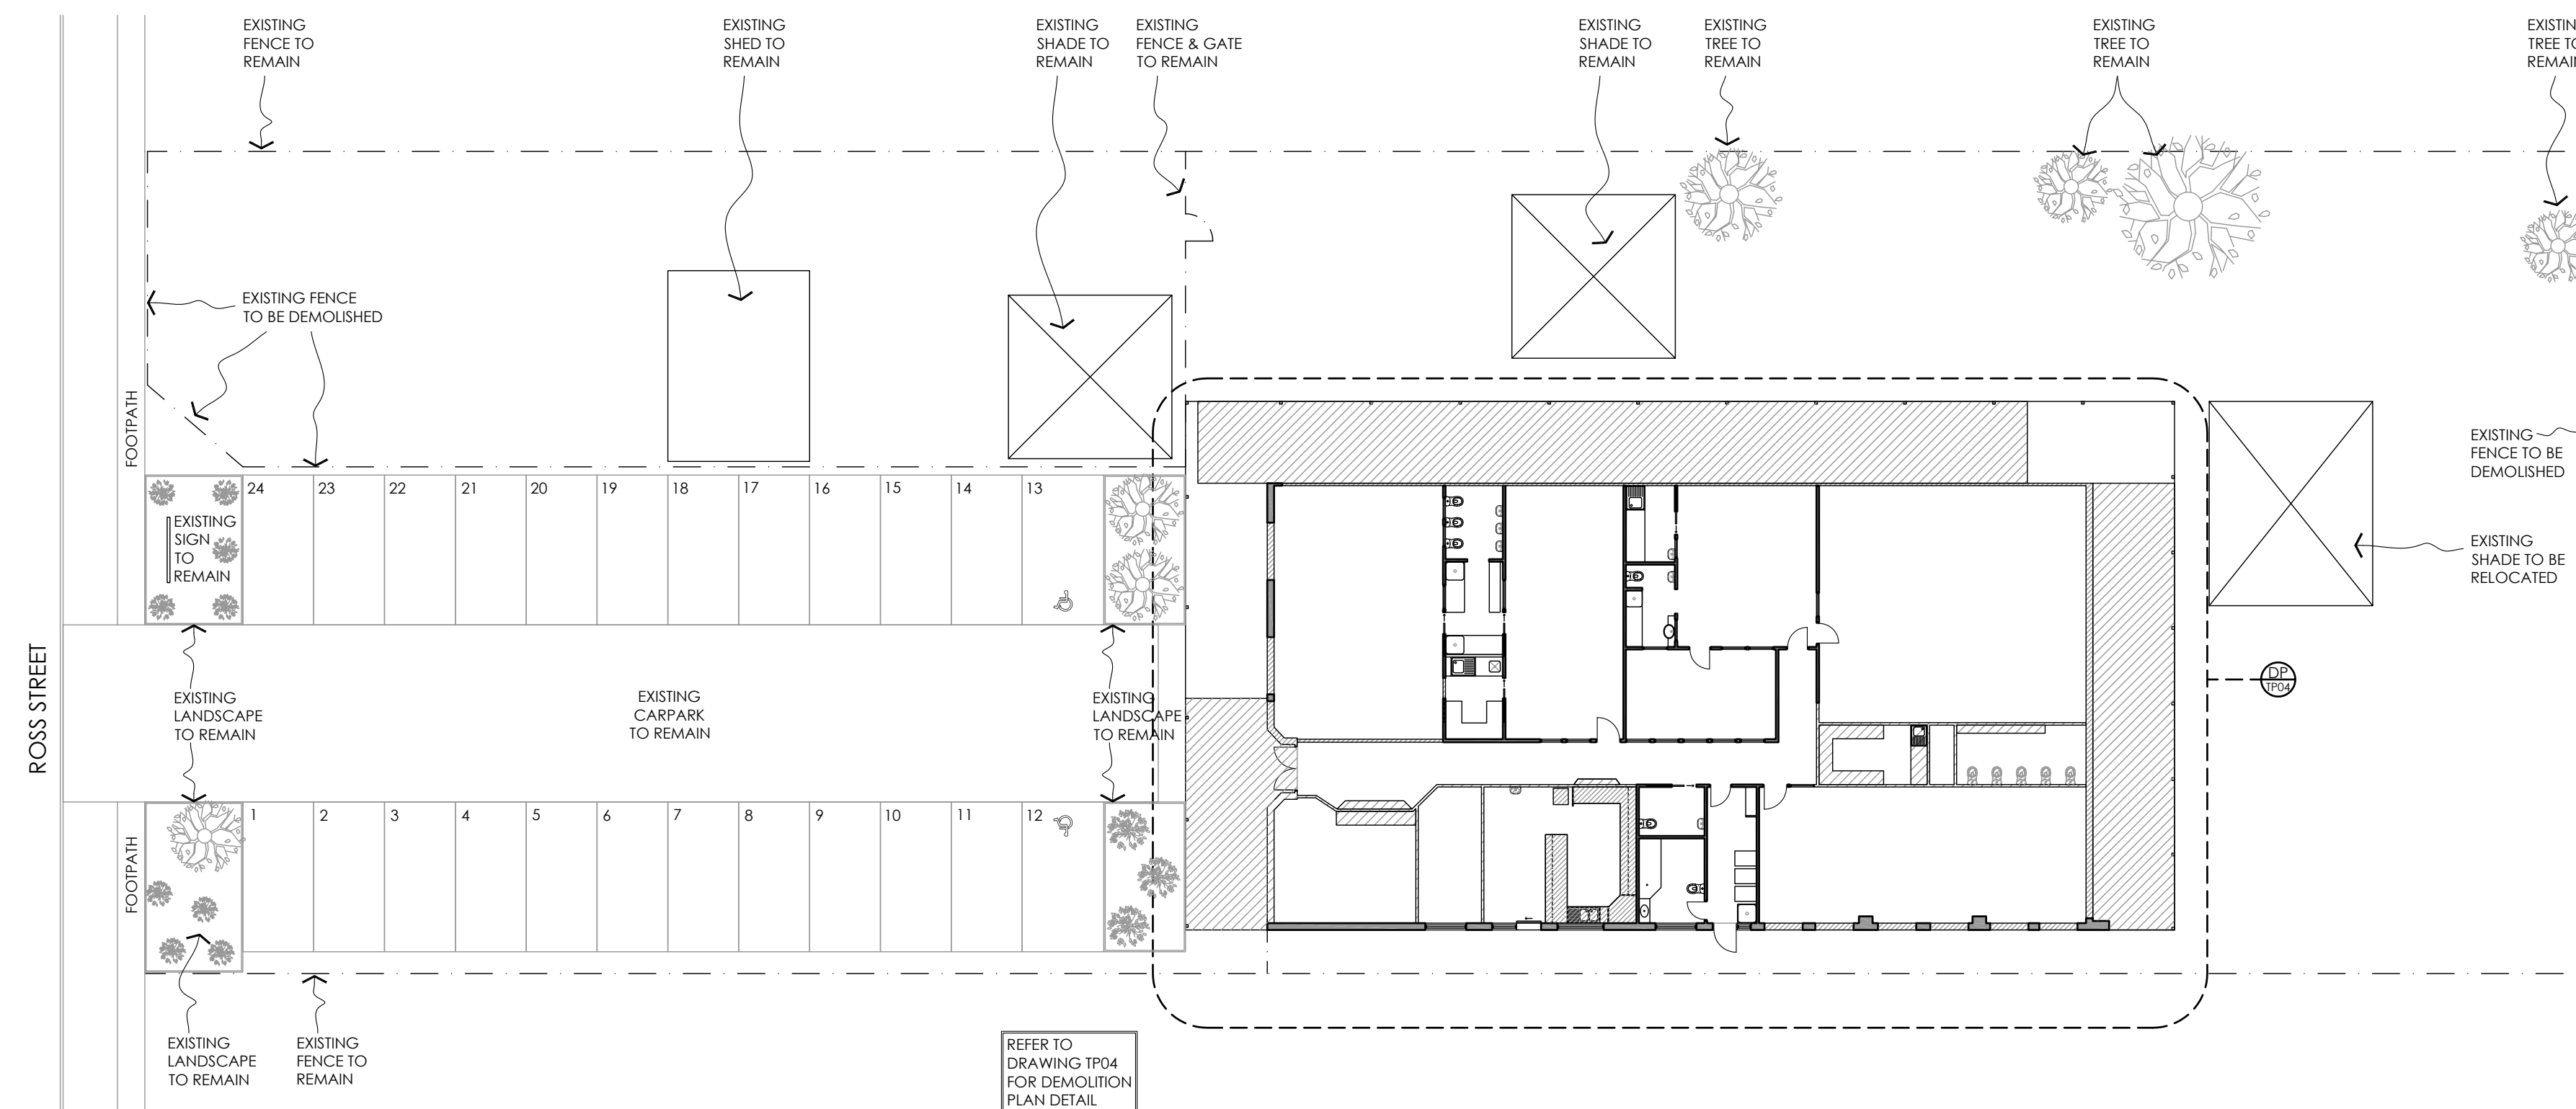 EXISTING
FENCE TO
REMAIN
EXISTING
SHED TO
REMAIN
EXISTING
SHADE TO
REMAIN
EXISTING
FENCE & GATE
TO REMAIN
EXISTING
SHADE TO
REMAIN
EXISTING
TREE TO
REMAIN
EXISTING
TREE TO
REMAIN
EXISTIN
TREE TO
REMAIN
EXISTING FENCE
TO BE DEMOLISHED
FOOTPATH
EXISTING
FENCE TO BE
DEMOLISHED
24 23 22 21 20 19 18 17 16 15 14 13
EXISTING
SIGN
TO
REMAIN
EXISTING
SHADE TO BE
RELOCATED
ROSS STREET
EXISTING
LANDSCAPE
TO REMAIN
EXISTING
CARPARK
TO REMAIN
EXISTING
LANDSCAPE
TO REMAIN
DP
TP04
1 2 3 4 5 6 7 8 9 10 11 12
FOOTPATH
EXISTING
LANDSCAPE
TO REMAIN
EXISTING
FENCE TO
REMAIN
REFER TO
DRAWING TP04
FOR DEMOLITION
PLAN DETAIL